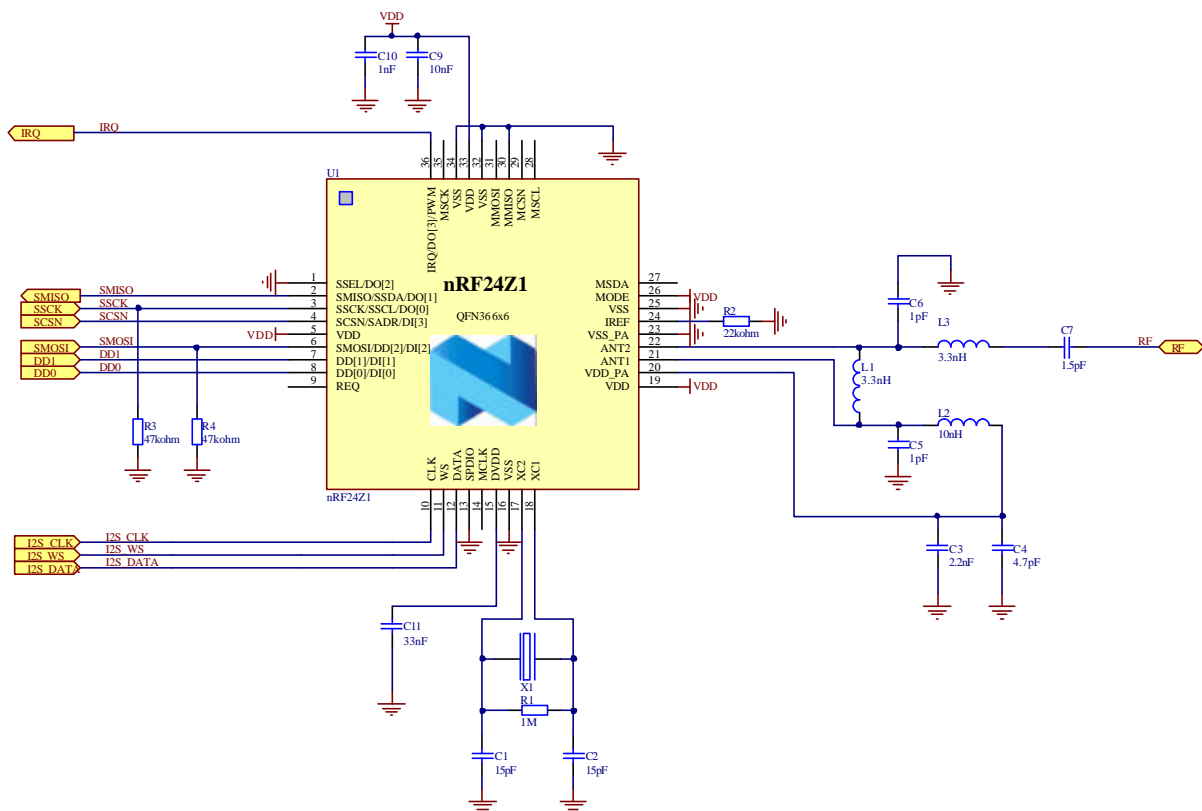 VDD
C10
1nF
C9
10nF
IRQ
IRQ
36
35
34
33
32
31
30
29
28
U1
IRQ/DO[3]/PWM
MSCK
VSS
VDD
VSS
MMOSI
MMISO
MCSN
MSCL
nRF24Z1
QFN36 6x6
1
SSEL/DO[2]
SMISO
SMISO
2
SMISO/SSDA/DO[1]
SSCK
SSCK
3
SSCK/SSCL/DO[0]
SCSN
SCSN
4
SCSN/SADR/DI[3]
VDD
5
VDD
SMOSI
SMOSI
6
SMOSI/DD[2]/DI[2]
DD1
DD1
7
DD[1]/DI[1]
DD0
DD0
8
DD[0]/DI[0]
9
REQ
MSDA
27
MODE
26
VDD
VSS
25
IREF
24
R2
22kohm
VSS_PA
23
ANT2
22
ANT1
21
VDD_PA
20
VDD
19
VDD
C6
1pF
L3
3.3nH
C7
1.5pF
RF
RF
L1
3.3nH
L2
10nH
C5
1pF
C3
2.2nF
C4
4.7pF
R3
47kohm
R4
47kohm
CLK
WS
DATA
SPDIO
MCLK
DVDD
VSS
XC2
XC1
nRF24Z1
10
11
12
13
14
15
16
17
18
I2S_CLK
I2S_CLK
I2S_WS
I2S_WS
I2S_DATA
I2S_DATA
C11
33nF
X1
R1
1M
C1
15pF
C2
15pF